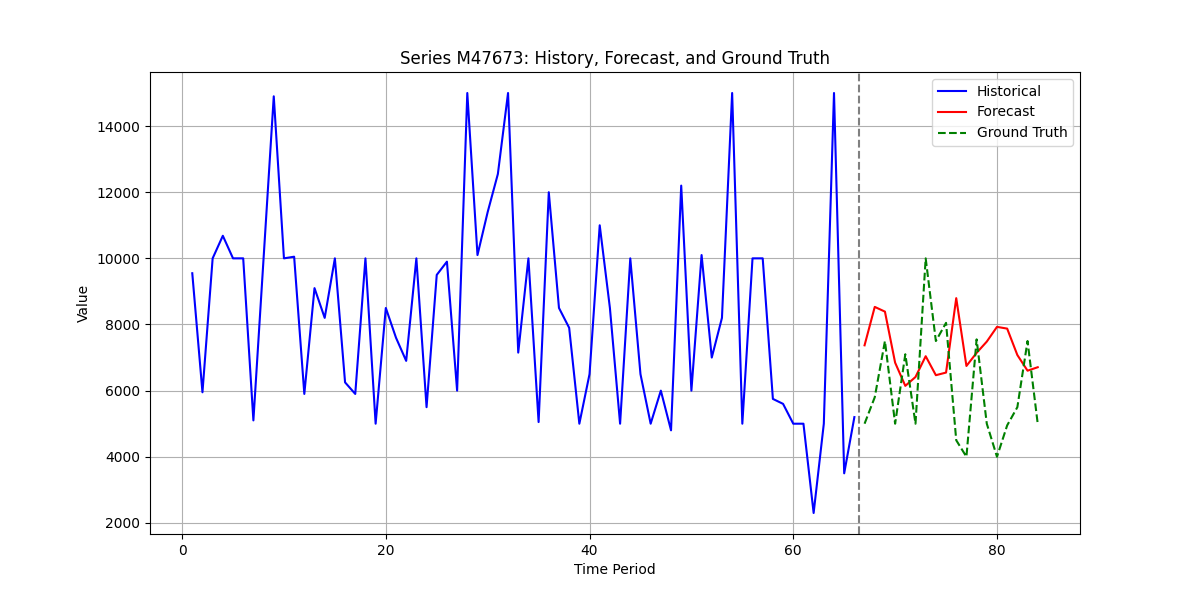 Series M47673: History, Forecast, and Ground Truth
Historical
Forecast
Ground Truth
Value
14000
12000
10000
8000
6000
4000
2000
0
20
40
60
80
Time Period